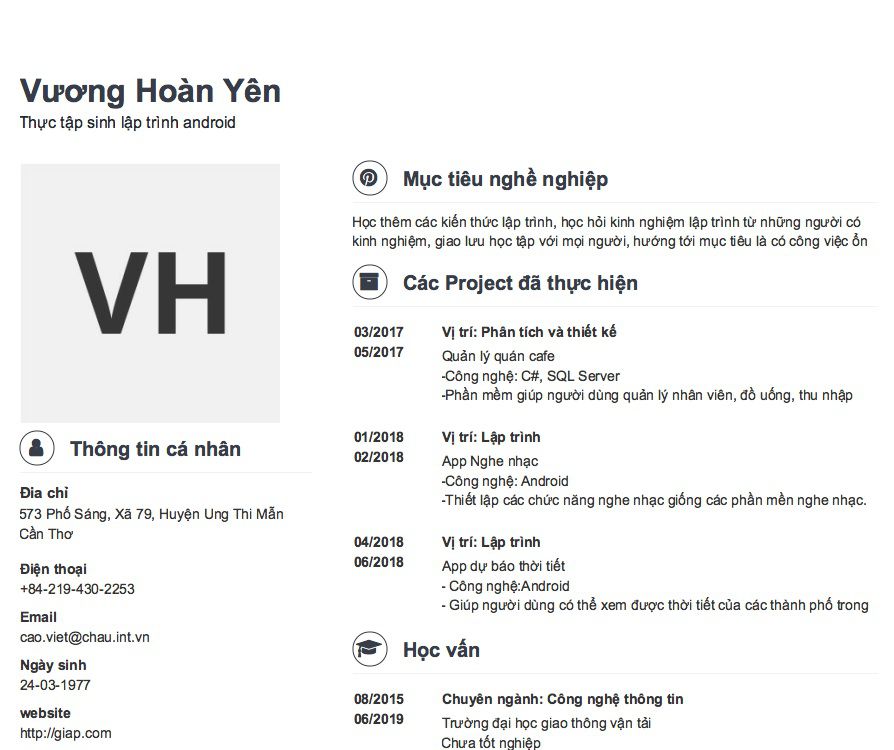 Vương Hoàn Yên
Thực tập sinh lập trình android
VH
Thông tin cá nhân
Đia chỉ
573 Phố Sáng, Xã 79, Huyện Ung Thi Mẫn
Cần Thơ
Điện thoại
+84-219-430-2253
Email
cao.viet@chau.int.vn
Ngày sinh
24-03-1977
website
http://giap.com
Mục tiêu nghề nghiệp
Học thêm các kiến thức lập trình, học hỏi kinh nghiệm lập trình từ những người có
kinh nghiệm, giao lưu học tập với mọi người, hướng tới mục tiêu là có công việc ổn
Các Project đã thực hiện
03/2017 Vị trí: Phân tích và thiết kế
05/2017 Quản lý quán cafe
-Công nghệ: C#, SQL Server
-Phần mềm giúp người dùng quản lý nhân viên, đồ uống, thu nhập
01/2018 Vị trí: Lập trình
02/2018 App Nghe nhạc
-Công nghệ: Android
-Thiết lập các chức năng nghe nhạc giống các phần mền nghe nhạc.
04/2018 Vị trí: Lập trình
06/2018 App dự báo thời tiết
- Công nghệ:Android
- Giúp người dùng có thể xem được thời tiết của các thành phố trong
Học vấn
08/2015 Chuyên ngành: Công nghệ thông tin
06/2019 Trường đại học giao thông vận tải
Chưa tốt nghiệp